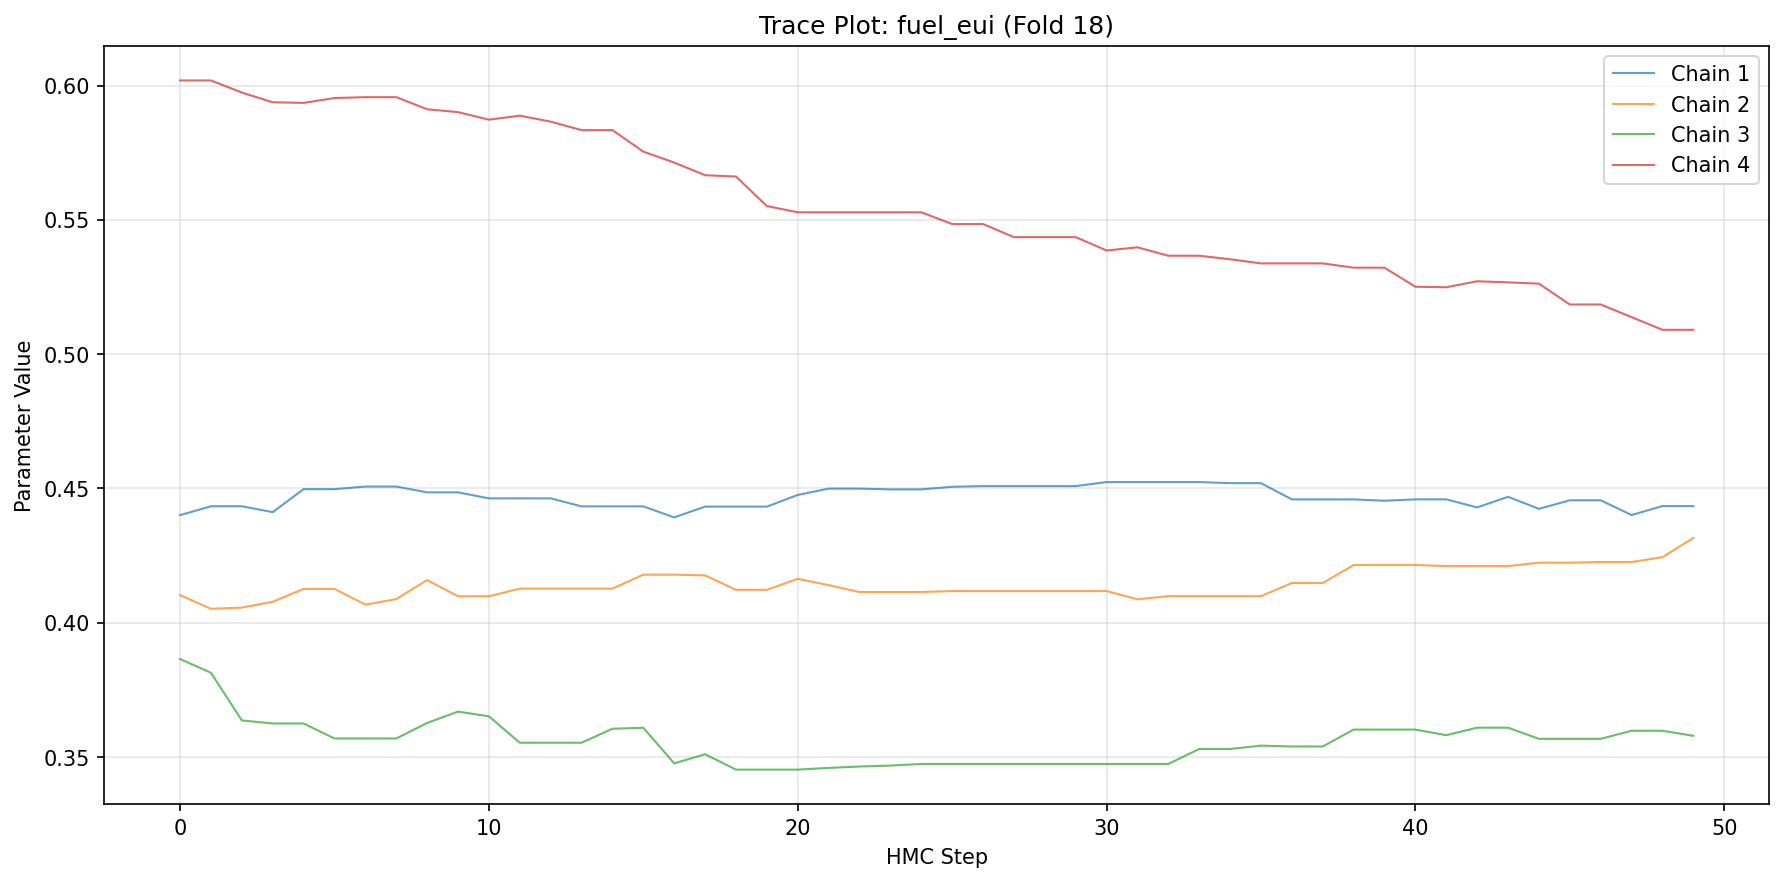 Trace Plot: fuel_eui (Fold 18)
Chain 1
Chain 2
Chain 3
Chain 4
Parameter Value
0.60
0.55
0.50
0.45
0.40
0.35
0
10
20
30
40
50
HMC Step